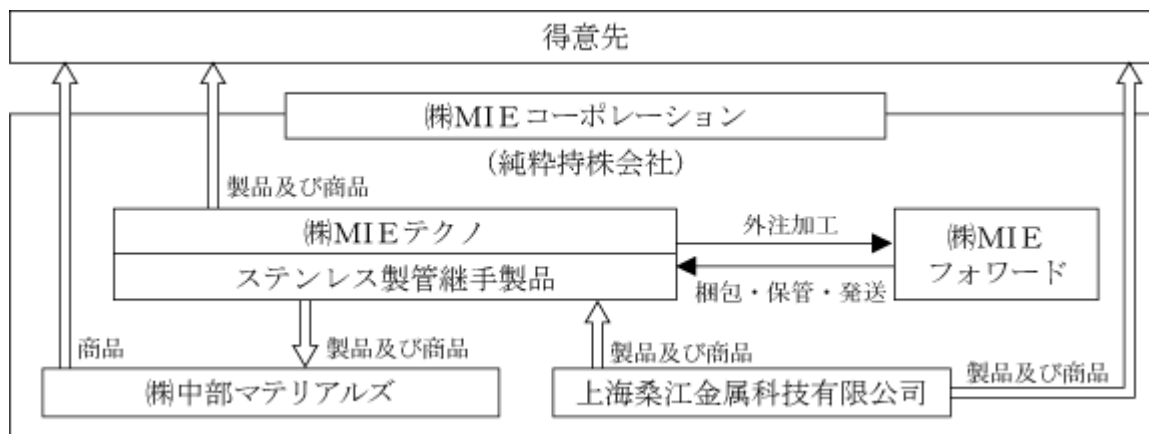 得意先
㈱MIEコーポレーション
(純粋持株会社)
製品及び商品
㈱MIEテクノ
ステンレス製管継手製品
外注加工
梱包・保管・発送
㈱MIE
フォワード
商品
製品及び商品
製品及び商品
製品及び商品
㈱中部マテリアルズ
上海桑江金属科技有限公司